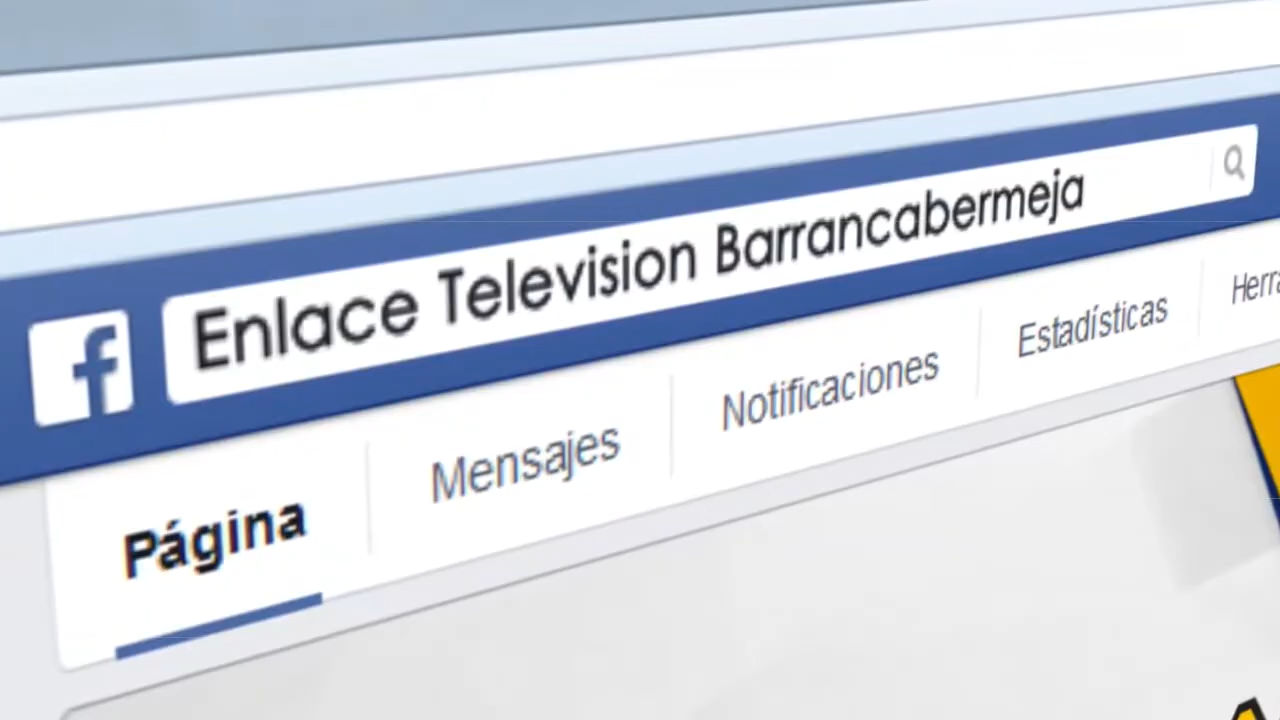 f Enlace Television Barrancabermeja
Página Mensajes Notificaciones Estadísticas